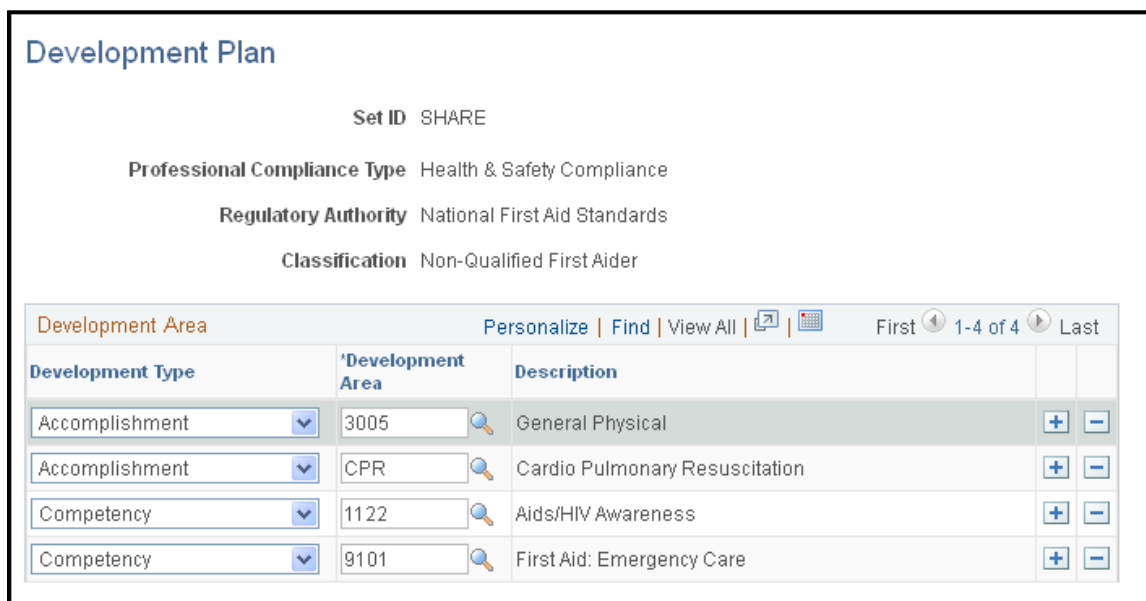 Development Plan
Set ID SHARE
Professional Compliance Type Health & Safety Compliance
Regulatory Authority National First Aid Standards
Classification Non-Qualified First Aider
Development Area Personalize | Find | View All | | First 1-4 of 4 Last
Development Type *Development Area Description
Accomplishment 3005 General Physical
Accomplishment CPR Cardio Pulmonary Resuscitation
Competency 1122 Aids/HIV Awareness
Competency 9101 First Aid: Emergency Care